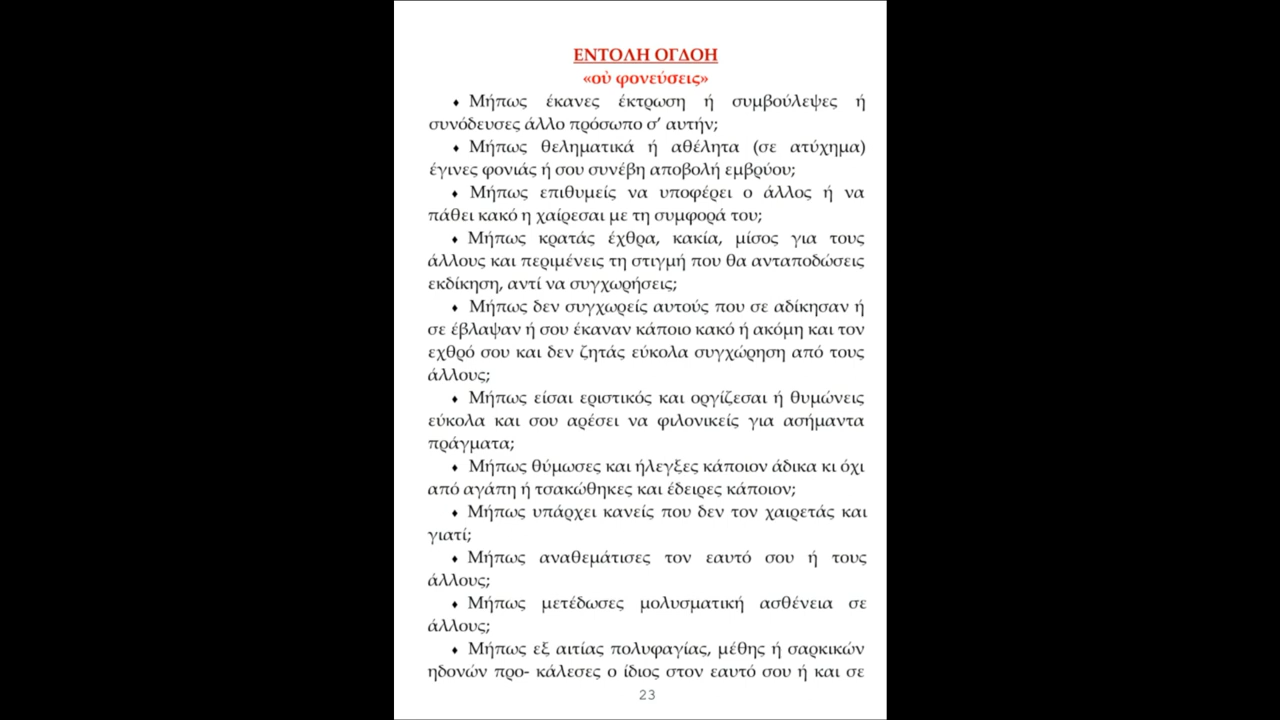 ΕΝΤΟΛΗ ΟΓΔΟΗ
«οὐ φονεύσεις»
♦ Μήπως έκανες έκτρωση ή συμβούλεψες ή
συνόδευσες άλλο πρόσωπο σ’ αυτήν;
♦ Μήπως θεληματικά ή αθέλητα (σε ατύχημα)
έγινες φονιάς ή σου συνέβη αποβολή εμβρύου;
♦ Μήπως επιθυμείς να υποφέρει ο άλλος ή να
πάθει κακό η χαίρεσαι με τη συμφορά του;
♦ Μήπως κρατάς έχθρα, κακία, μίσος για τους
άλλους και περιμένεις τη στιγμή που θα ανταποδώσεις
εκδίκηση, αντί να συγχωρήσεις;
♦ Μήπως δεν συγχωρείς αυτούς που σε αδίκησαν ή
σε έβλαψαν ή σου έκαναν κάποιο κακό ή ακόμη και τον
εχθρό σου και δεν ζητάς εύκολα συγχώρηση από τους
άλλους;
♦ Μήπως είσαι εριστικός και οργίζεσαι ή θυμώνεις
εύκολα και σου αρέσει να φιλονικείς για ασήμαντα
πράγματα;
♦ Μήπως θύμωσες και ήλεγξες κάποιον άδικα κι όχι
από αγάπη ή τσακώθηκες και έδειρες κάποιον;
♦ Μήπως υπάρχει κανείς που δεν τον χαιρετάς και
γιατί;
♦ Μήπως αναθεμάτισες τον εαυτό σου ή τους
άλλους;
♦ Μήπως μετέδωσες μολυσματική ασθένεια σε
άλλους;
♦ Μήπως εξ αιτίας πολυφαγίας, μέθης ή σαρκικών
ηδονών προ- κάλεσες ο ίδιος στον εαυτό σου ή και σε
23